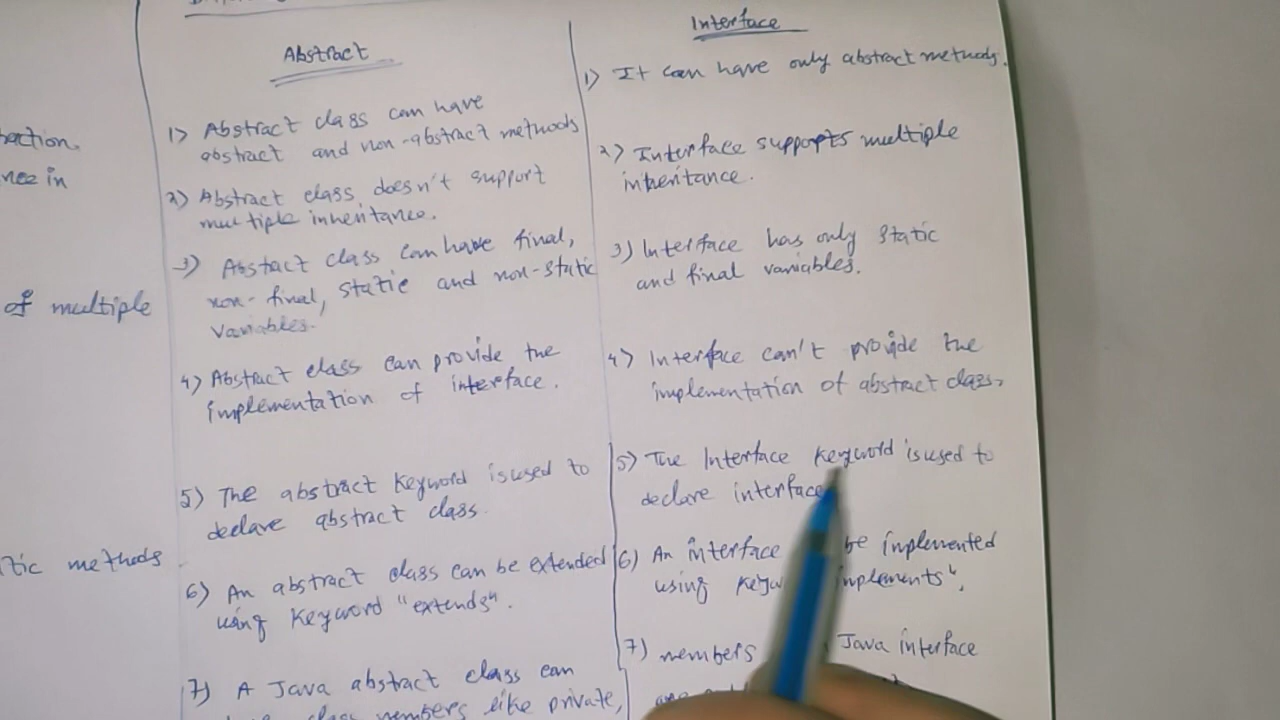 action.
nez in
of multiple
tic methods
Abstract
1) Abstract class can have
abstract and non-abstract methods
2) Abstract class doesn't support
multiple inheritance.
3) Abstact class can have final,
non-final, static and non-static
variables.
4) Abstract class can provide the
implementation of interface.
5) The abstract keyword is used to
declare abstract class.
6) An abstract class can be extended
using keyword "extends".
7) A Java abstract class can
class members like private,
Interface
1) It can have only abstract methods.
2) Interface supports multiple
inheritance.
3) Interface has only static
and final variables.
4) Interface can't provide the
implementation of abstract class.
5) The Interface keyword is used to
declare interface
6) An interface be implemented
using keyw implements".
7) members Java interface
are